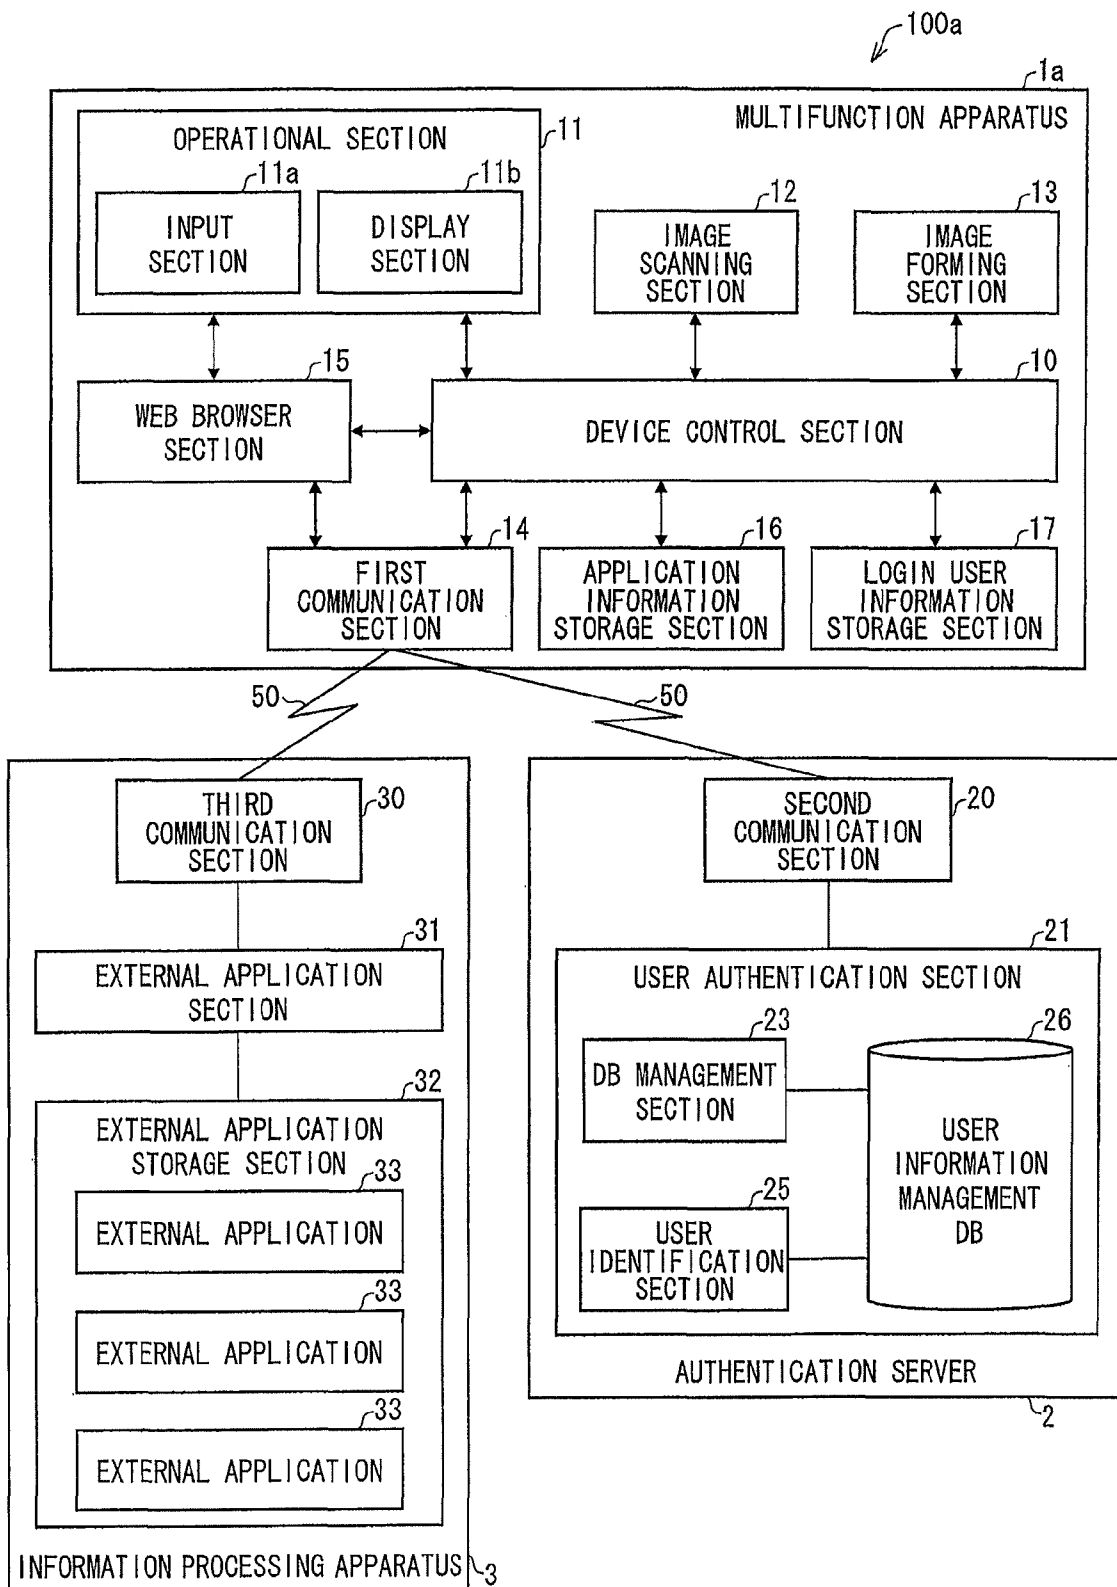 100a
1a
MULTIFUNCTION APPARATUS
11
OPERATIONAL SECTION
11a
INPUT
SECTION
11b
DISPLAY
SECTION
12
IMAGE
SCANNING
SECTION
13
IMAGE
FORMING
SECTION
15
WEB BROWSER
SECTION
10
DEVICE CONTROL SECTION
14
FIRST
COMMUNICATION
SECTION
16
APPLICATION
INFORMATION
STORAGE SECTION
17
LOGIN USER
INFORMATION
STORAGE SECTION
50
50
THIRD
COMMUNICATION
SECTION
30
31
EXTERNAL APPLICATION
SECTION
32
EXTERNAL APPLICATION
STORAGE SECTION
33
EXTERNAL APPLICATION
33
EXTERNAL APPLICATION
33
EXTERNAL APPLICATION
INFORMATION PROCESSING APPARATUS
3
SECOND
COMMUNICATION
SECTION
20
21
USER AUTHENTICATION SECTION
23
DB MANAGEMENT
SECTION
25
USER
IDENTIFICATION
SECTION
26
USER
INFORMATION
MANAGEMENT
DB
AUTHENTICATION SERVER
2